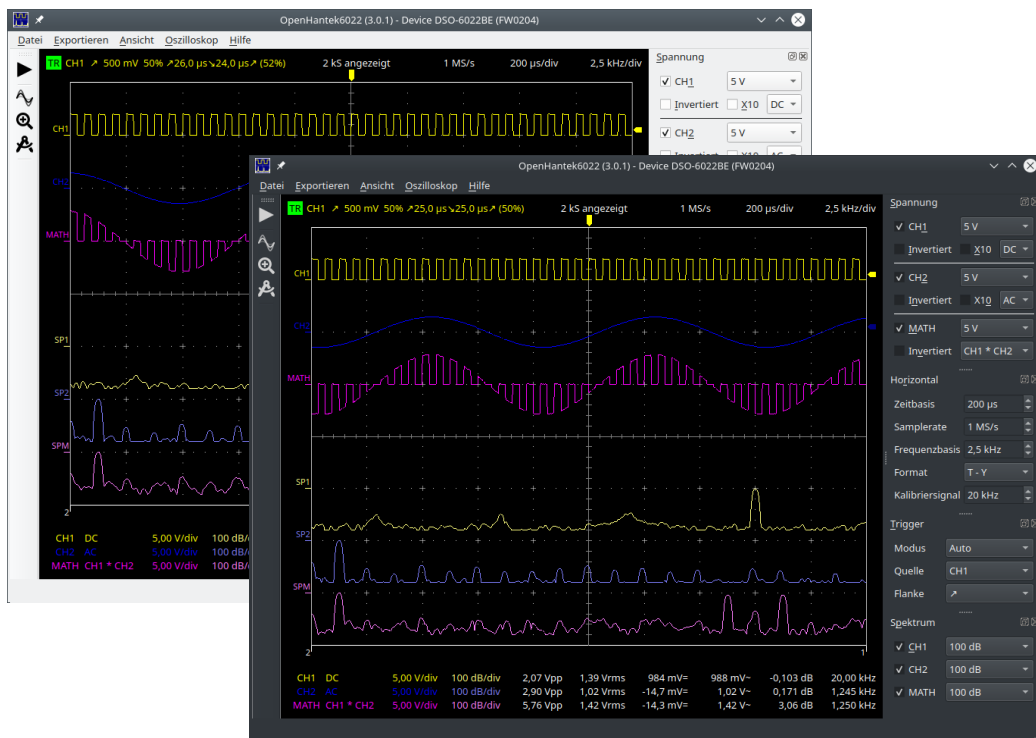 OpenHantek6022 (3.0.1) - Device DSO-6022BE (FW0204)
Datei Exportieren Ansicht Oszilloskop Hilfe
TR CH1 ↗ 500 mV 50% ↗26,0 µs↘24,0 µs↗ (52%) 2 kS angezeigt 1 MS/s 200 µs/div 2,5 kHz/div
Spannung
CH1 5 V
Invertiert X10 DC
CH2 5 V
CH1
CH2
MATH
SP1
SP2
SPM
2
CH1 DC 5,00 V/div 100 dB/
CH2 AC 5,00 V/div 100 dB/
MATH CH1 * CH2 5,00 V/div 100 dB/
OpenHantek6022 (3.0.1) - Device DSO-6022BE (FW0204)
Datei Exportieren Ansicht Oszilloskop Hilfe
TR CH1 ↗ 500 mV 50% ↗25,0 µs↘25,0 µs↗ (50%) 2 kS angezeigt 1 MS/s 200 µs/div 2,5 kHz/div
CH1
CH2
MATH
SP1
SP2
SPM
2 1
CH1 DC 5,00 V/div 100 dB/div 2,07 Vpp 1,39 Vrms 984 mV= 988 mV~ -0,103 dB 20,00 kHz
CH2 AC 5,00 V/div 100 dB/div 2,90 Vpp 1,02 Vrms -14,7 mV= 1,02 V~ 0,171 dB 1,245 kHz
MATH CH1 * CH2 5,00 V/div 100 dB/div 5,76 Vpp 1,42 Vrms -14,3 mV= 1,42 V~ 3,06 dB 1,250 kHz
Spannung
CH1 5 V
Invertiert X10 DC
CH2 5 V
Invertiert X10 AC
MATH 5 V
Invertiert CH1 * CH2
Horizontal
Zeitbasis 200 µs
Samplerate 1 MS/s
Frequenzbasis 2,5 kHz
Format T - Y
Kalibriersignal 20 kHz
Trigger
Modus Auto
Quelle CH1
Flanke ↗
Spektrum
CH1 100 dB
CH2 100 dB
MATH 100 dB